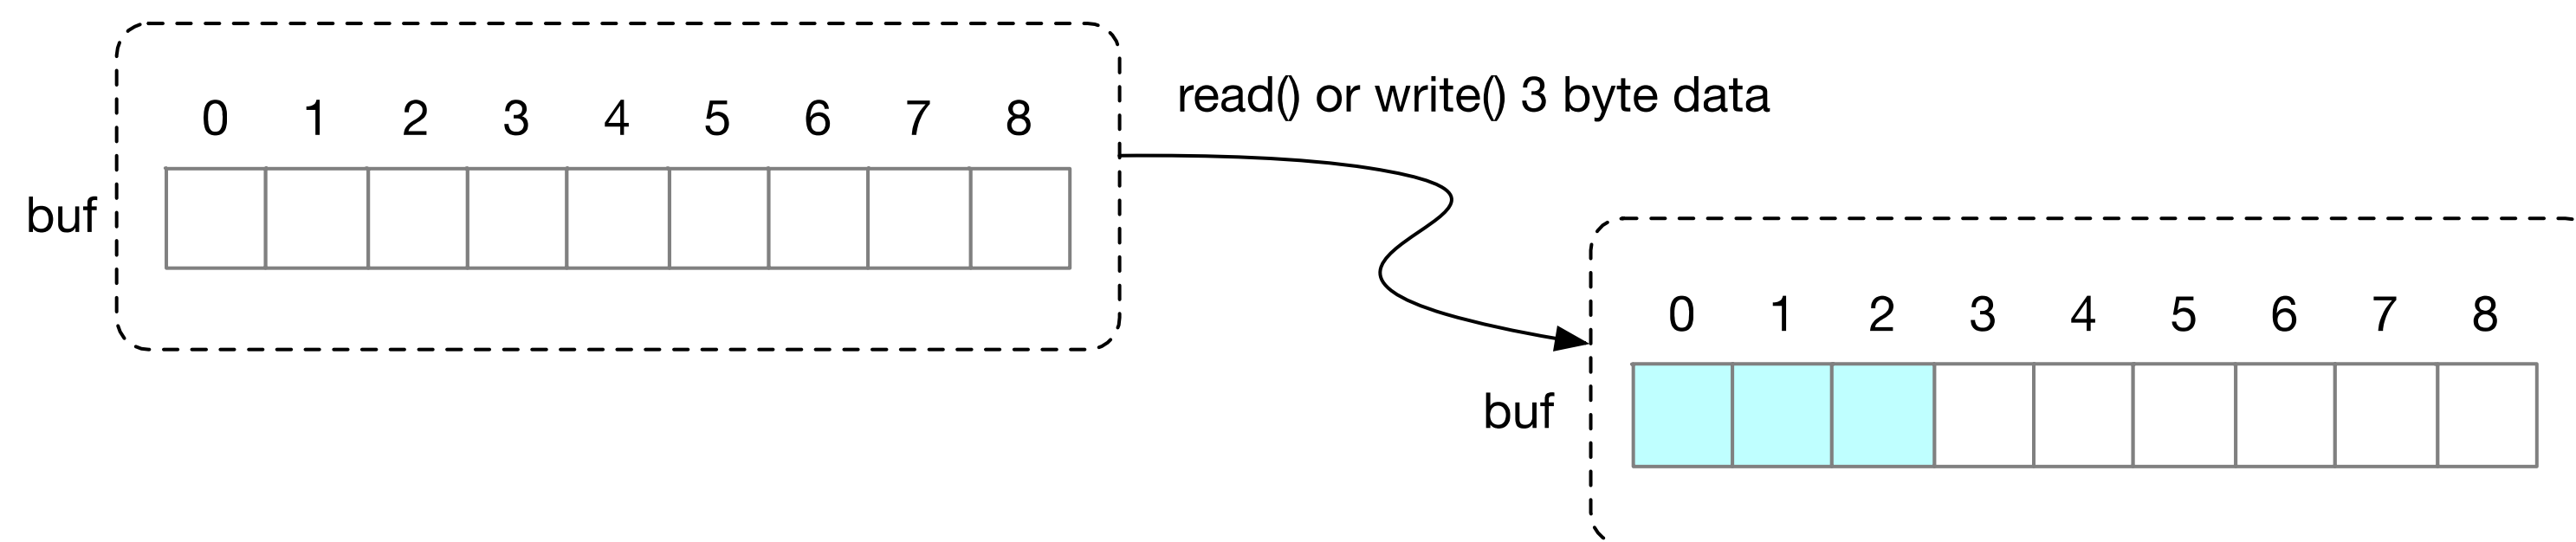 0 1 2 3 4 5 6 7 8
buf
read() or write() 3 byte data
0 1 2 3 4 5 6 7 8
buf